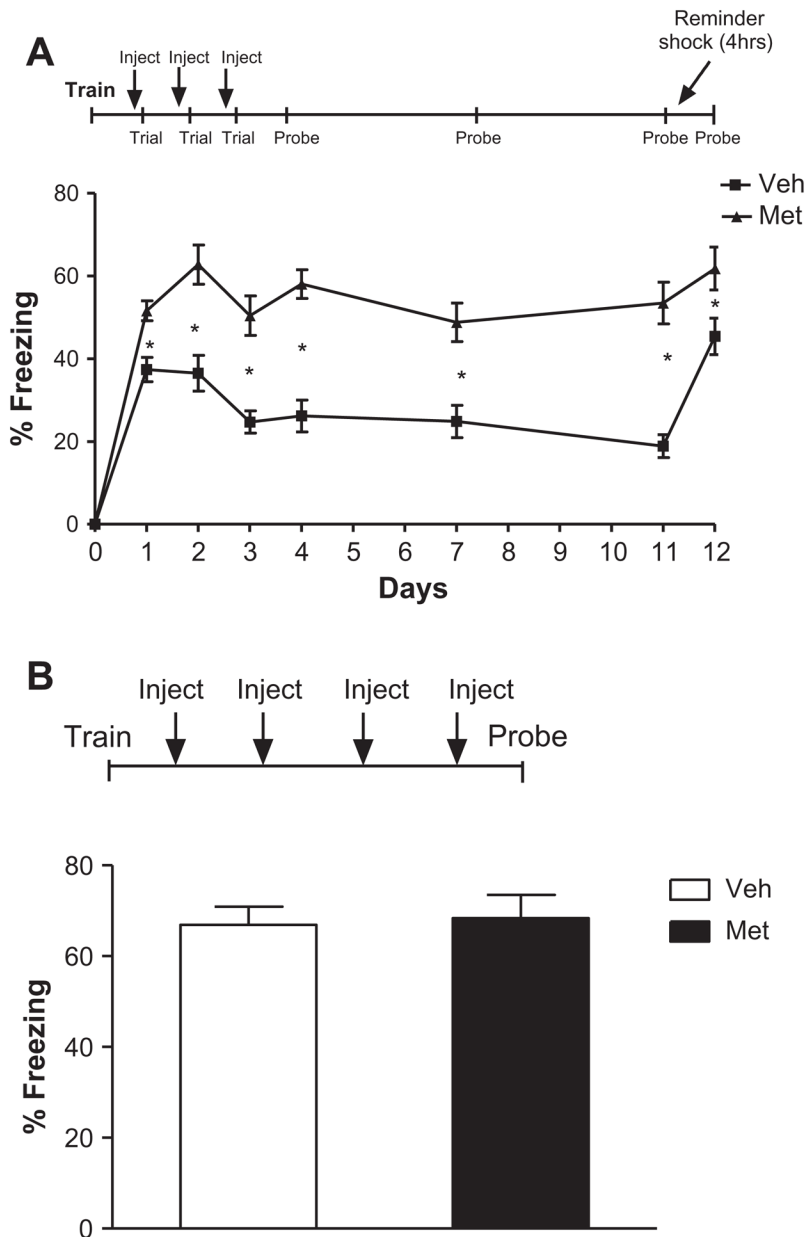 A
Reminder
shock (4hrs)
Inject Inject Inject
Train
Trial Trial Trial Probe Probe Probe Probe
Veh
Met
80
60
40
20
0
% Freezing
* * * * * * *
0 1 2 3 4 5 6 7 8 9 10 11 12
Days
B
Inject Inject Inject Inject
Train Probe
80
60
40
20
0
% Freezing
Veh
Met